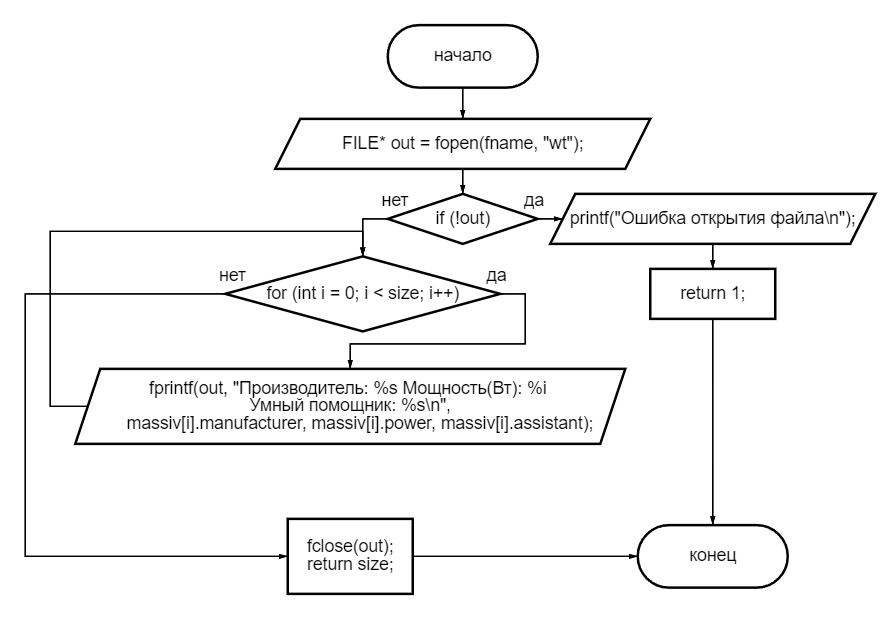 начало
FILE* out = fopen(fname, "wt");
нет
да
if (!out)
printf("Ошибка открытия файла\n");
нет
да
for (int i = 0; i < size; i++)
return 1;
fprintf(out, "Производитель: %s Мощность(Вт): %i
Умный помощник: %s\n",
massiv[i].manufacturer, massiv[i].power, massiv[i].assistant);
fclose(out);
return size;
конец